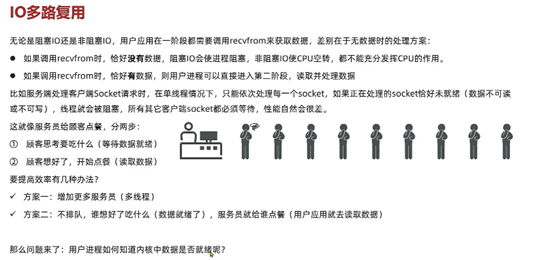 IO多路复用
无论是阻塞IO还是非阻塞IO，用户应用在一阶段都需要调用recvfrom来获取数据，差别在于无数据时的处理方案：
● 如果调用recvfrom时，恰好没有数据，阻塞IO会使进程阻塞，非阻塞IO使CPU空转，都不能充分发挥CPU的作用。
● 如果调用recvfrom时，恰好有数据，则用户进程可以直接进入第二阶段，读取并处理数据
比如服务端处理客户端Socket请求时，在单线程情况下，只能依次处理每一个socket，如果正在处理的socket恰好未就绪（数据不可读
或不可写），线程就会被阻塞，所有其它客户端socket都必须等待，性能自然会很差。
这就像服务员给顾客点餐，分两步：
① 顾客思考要吃什么（等待数据就绪）
② 顾客想好了，开始点餐（读取数据）
要提高效率有几种办法？
✓ 方案一：增加更多服务员（多线程）
✓ 方案二：不排队，谁想好了吃什么（数据就绪了），服务员就给谁点餐（用户应用就去读取数据）
那么问题来了：用户进程如何知道内核中数据是否就绪呢？